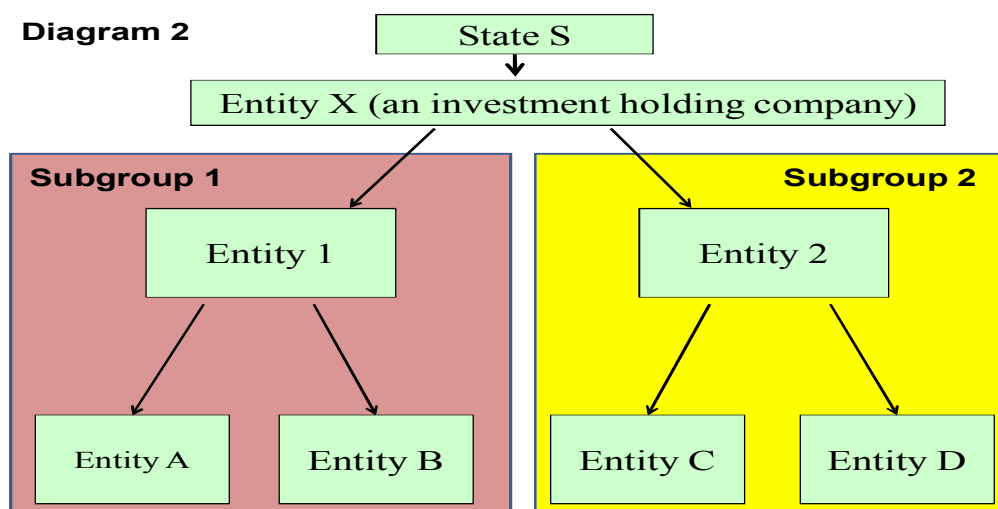 Diagram 2
State S
Entity X (an investment holding company)
Subgroup 1
Subgroup 2
Entity 1
Entity 2
Entity A
Entity B
Entity C
Entity D